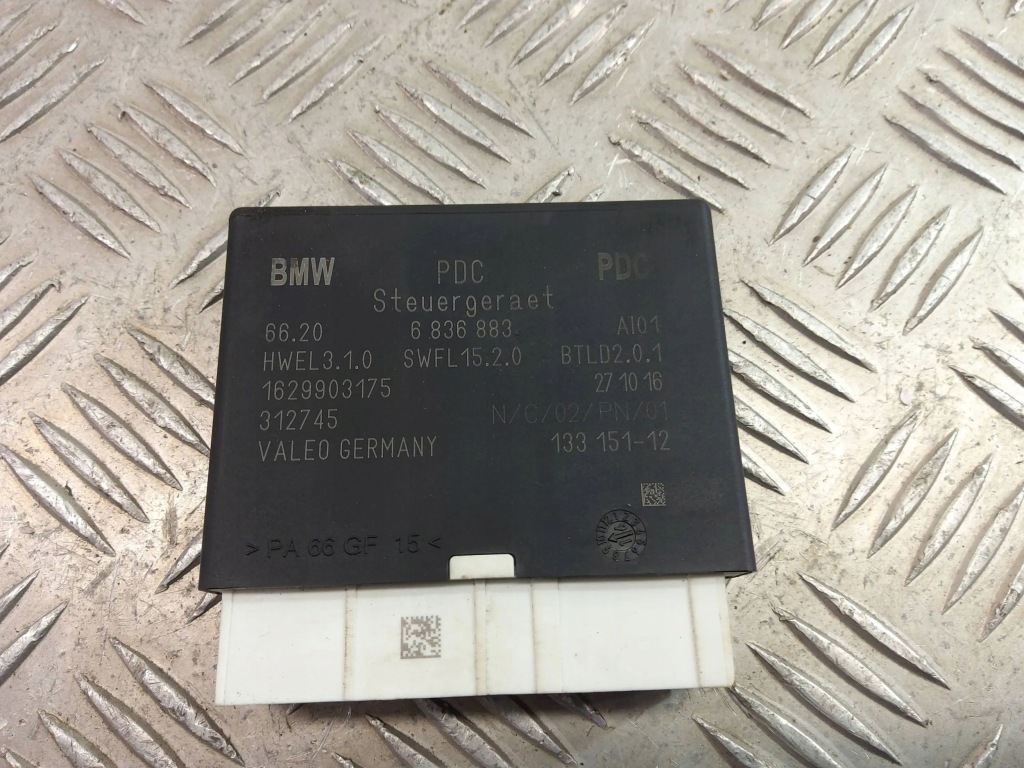 BMW PDC PDC
Steuergeraet
66.20 6 836 883 AI01
HWEL3.1.0 SWFL15.2.0 BTLD2.0.1
1629903175 27 10 16
312745 N/C/02/PN/01
VALEO GERMANY 133 151-12
>PA 66 GF 15<